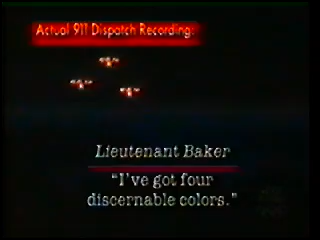 Actual 911 Dispatch Recording:
Lieutenant Baker
"I've got four
discernable colors."